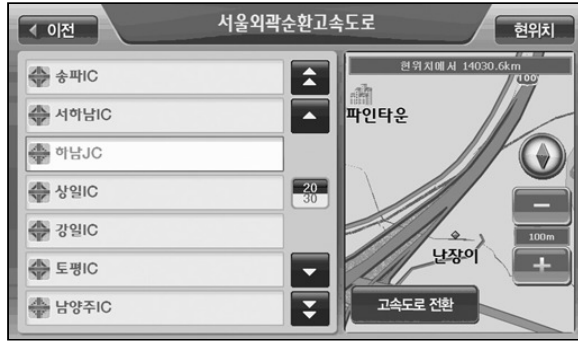 이전
서울외곽순환고속도로
현위치
송파IC
서하남IC
하남JC
상일IC
강일IC
토평IC
남양주IC
20
30
현위치에서 14030.6km
100
파인타운
난장이
100m
고속도로 전환